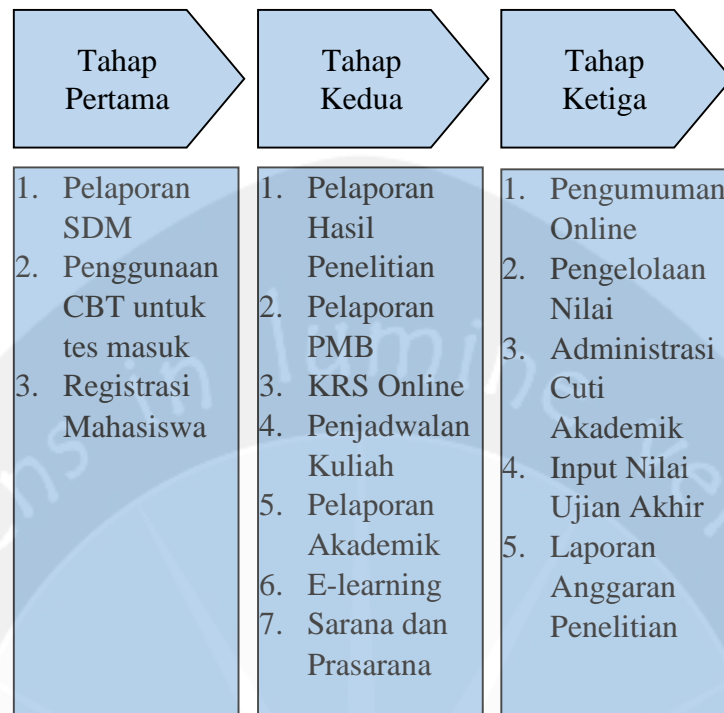 Tahap
Pertama
Tahap
Kedua
Tahap
Ketiga
1. Pelaporan
SDM
2. Penggunaan
CBT untuk
tes masuk
3. Registrasi
Mahasiswa
1. Pelaporan
Hasil
Penelitian
2. Pelaporan
PMB
3. KRS Online
4. Penjadwalan
Kuliah
5. Pelaporan
Akademik
6. E-learning
7. Sarana dan
Prasarana
1. Pengumuman
Online
2. Pengelolaan
Nilai
3. Administrasi
Cuti
Akademik
4. Input Nilai
Ujian Akhir
5. Laporan
Anggaran
Penelitian
in lumine